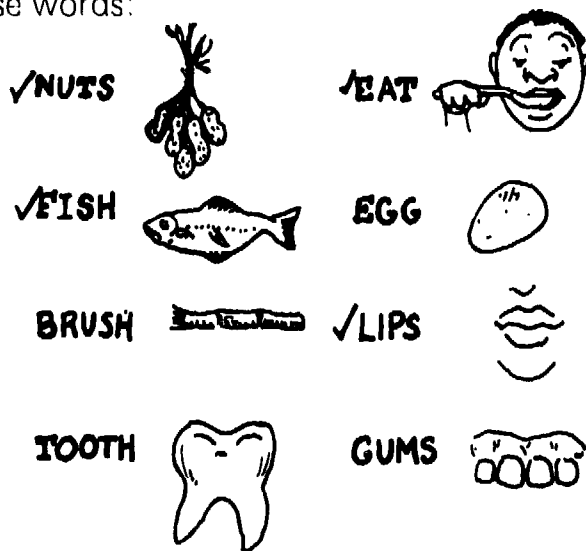 se words:
✓NUTS ✓EAT
✓FISH EGG
BRUSH ✓LIPS
TOOTH GUMS